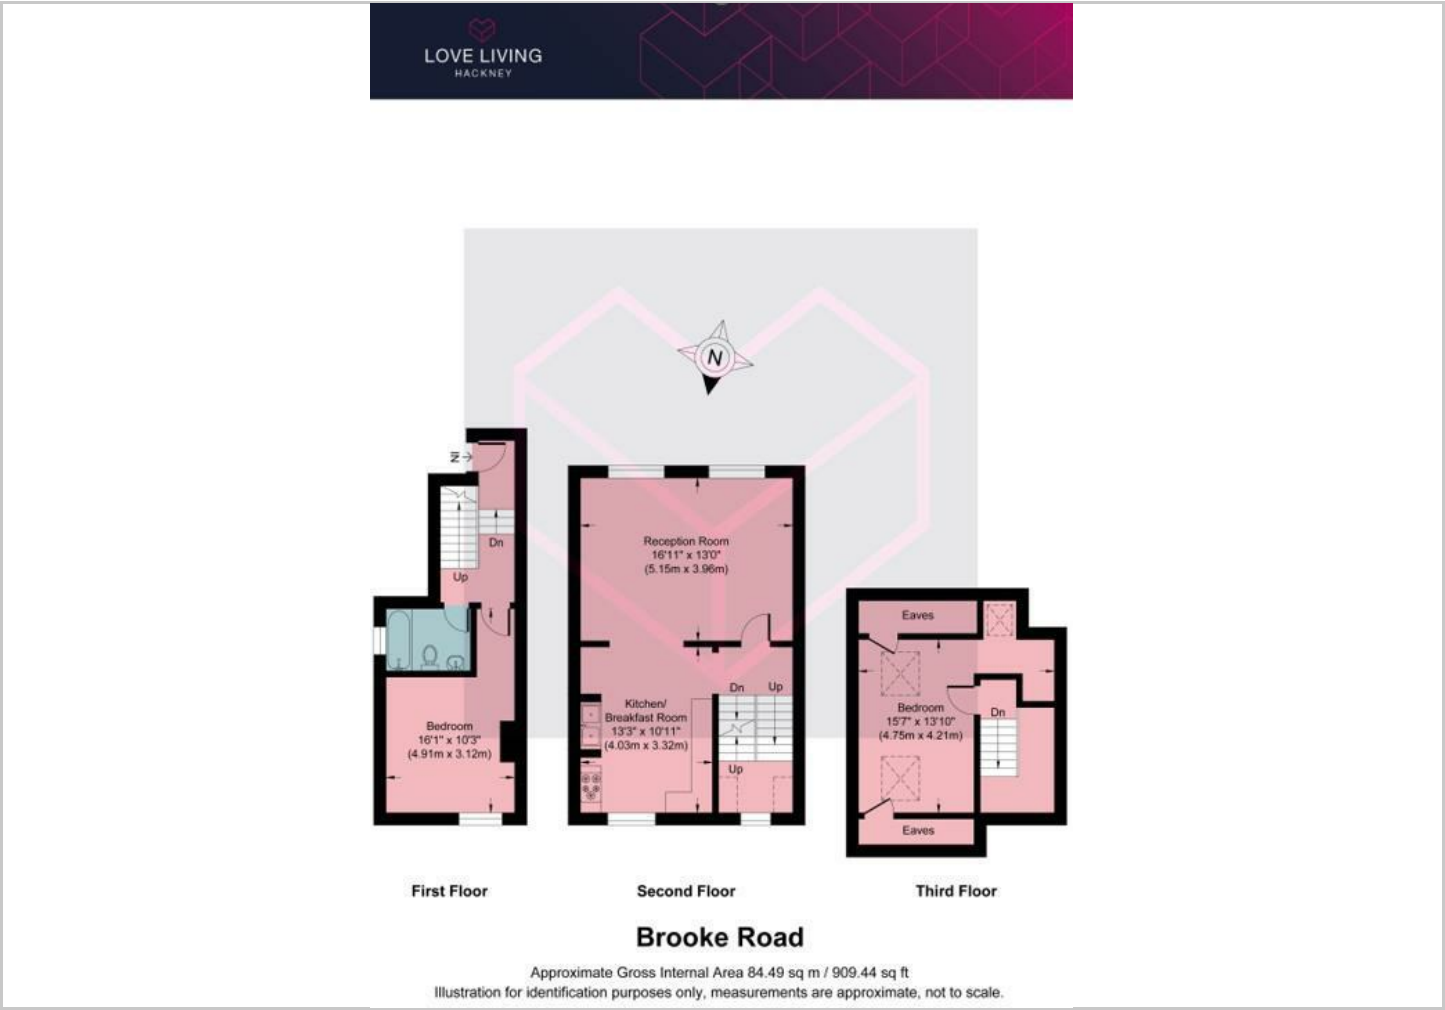 LOVE LIVING
HACKNEY
N
IN
Dn
Up
Bedroom
16'1" x 10'3"
(4.91m x 3.12m)
First Floor
Reception Room
16'11" x 13'0"
(5.15m x 3.96m)
Kitchen/
Breakfast Room
13'3" x 10'11"
(4.03m x 3.32m)
Dn Up
Up
Second Floor
Eaves
Bedroom
15'7" x 13'10"
(4.75m x 4.21m)
Dn
Eaves
Third Floor
Brooke Road
Approximate Gross Internal Area 84.49 sq m / 909.44 sq ft
Illustration for identification purposes only, measurements are approximate, not to scale.